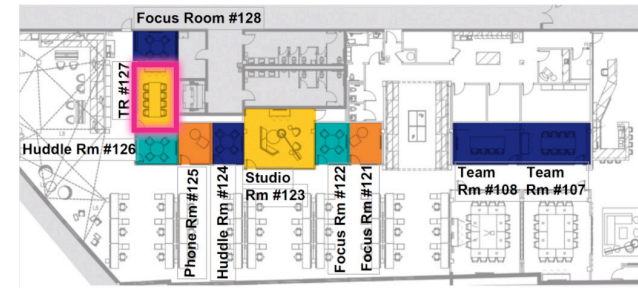 Focus Room #128
TR #127
Huddle Rm #126
Phone Rm #125
Huddle Rm #124
Studio
Rm #123
Focus Rm #122
Focus Rm #121
Team
Rm #108
Team
Rm #107